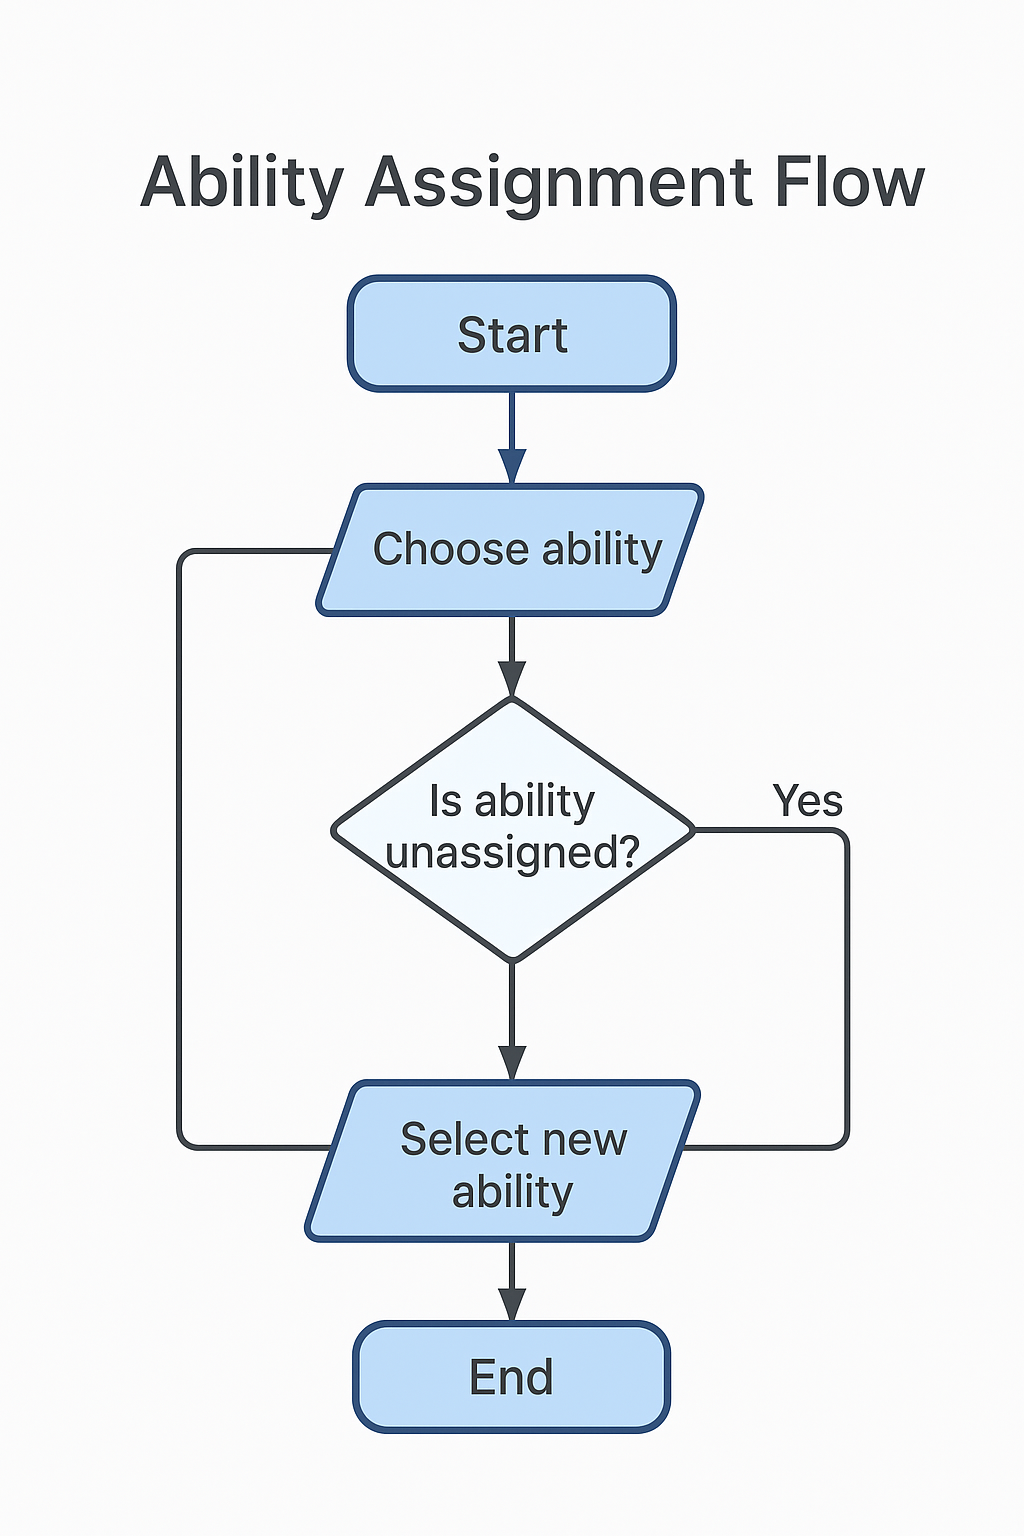 Ability Assignment Flow
Start
Choose ability
Is ability
unassigned?
Yes
Select new
ability
End